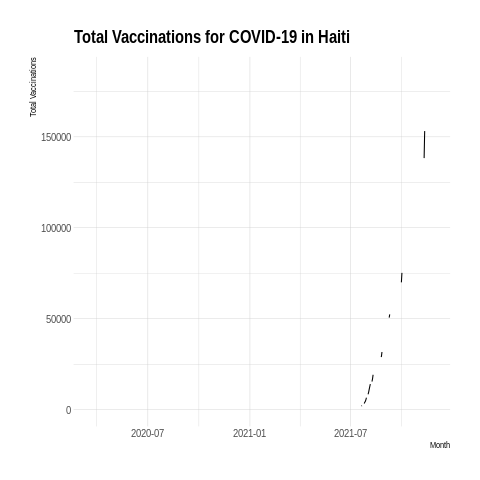 Total Vaccinations for COVID-19 in Haiti
Total Vaccinations
150000
100000
50000
0
2020-07
2021-01
2021-07
Month